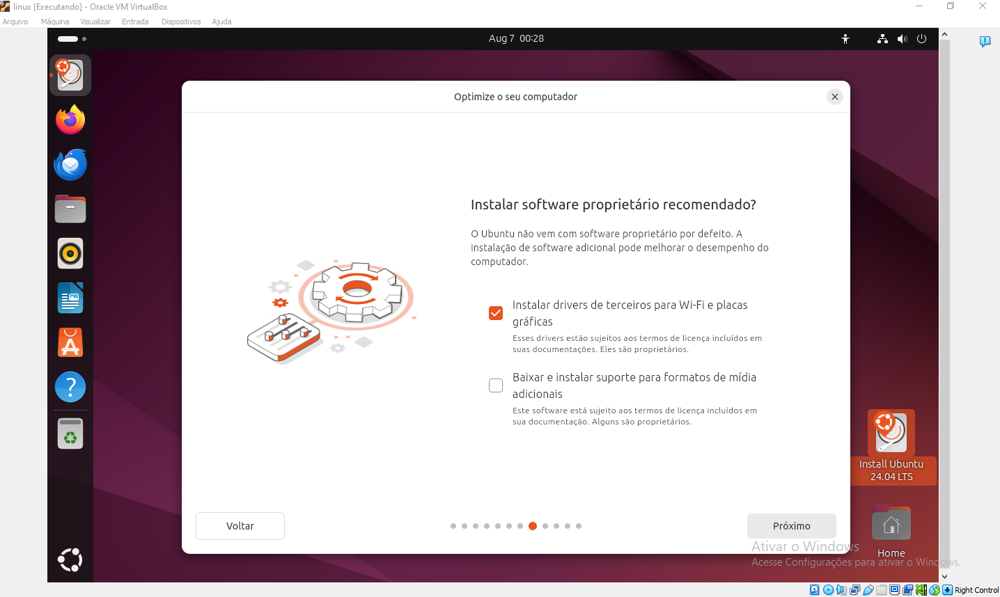 linux [Executando] - Oracle VM VirtualBox
Arquivo Máquina Visualizar Entrada Dispositivos Ajuda
Aug 7 00:28
Optimize o seu computador
Instalar software proprietário recomendado?
O Ubuntu não vem com software proprietário por defeito. A
instalação de software adicional pode melhorar o desempenho do
computador.
Instalar drivers de terceiros para Wi-Fi e placas
gráficas
Esses drivers estão sujeitos aos termos de licença incluídos em
suas documentações. Eles são proprietários.
Baixar e instalar suporte para formatos de mídia
adicionais
Este software está sujeito aos termos de licença incluídos em
sua documentação. Alguns são proprietários.
Install Ubuntu
24.04 LTS
Voltar
Próximo
Ativar o Windows
Home
Acesse Configurações para ativar o Windows.
Right Control